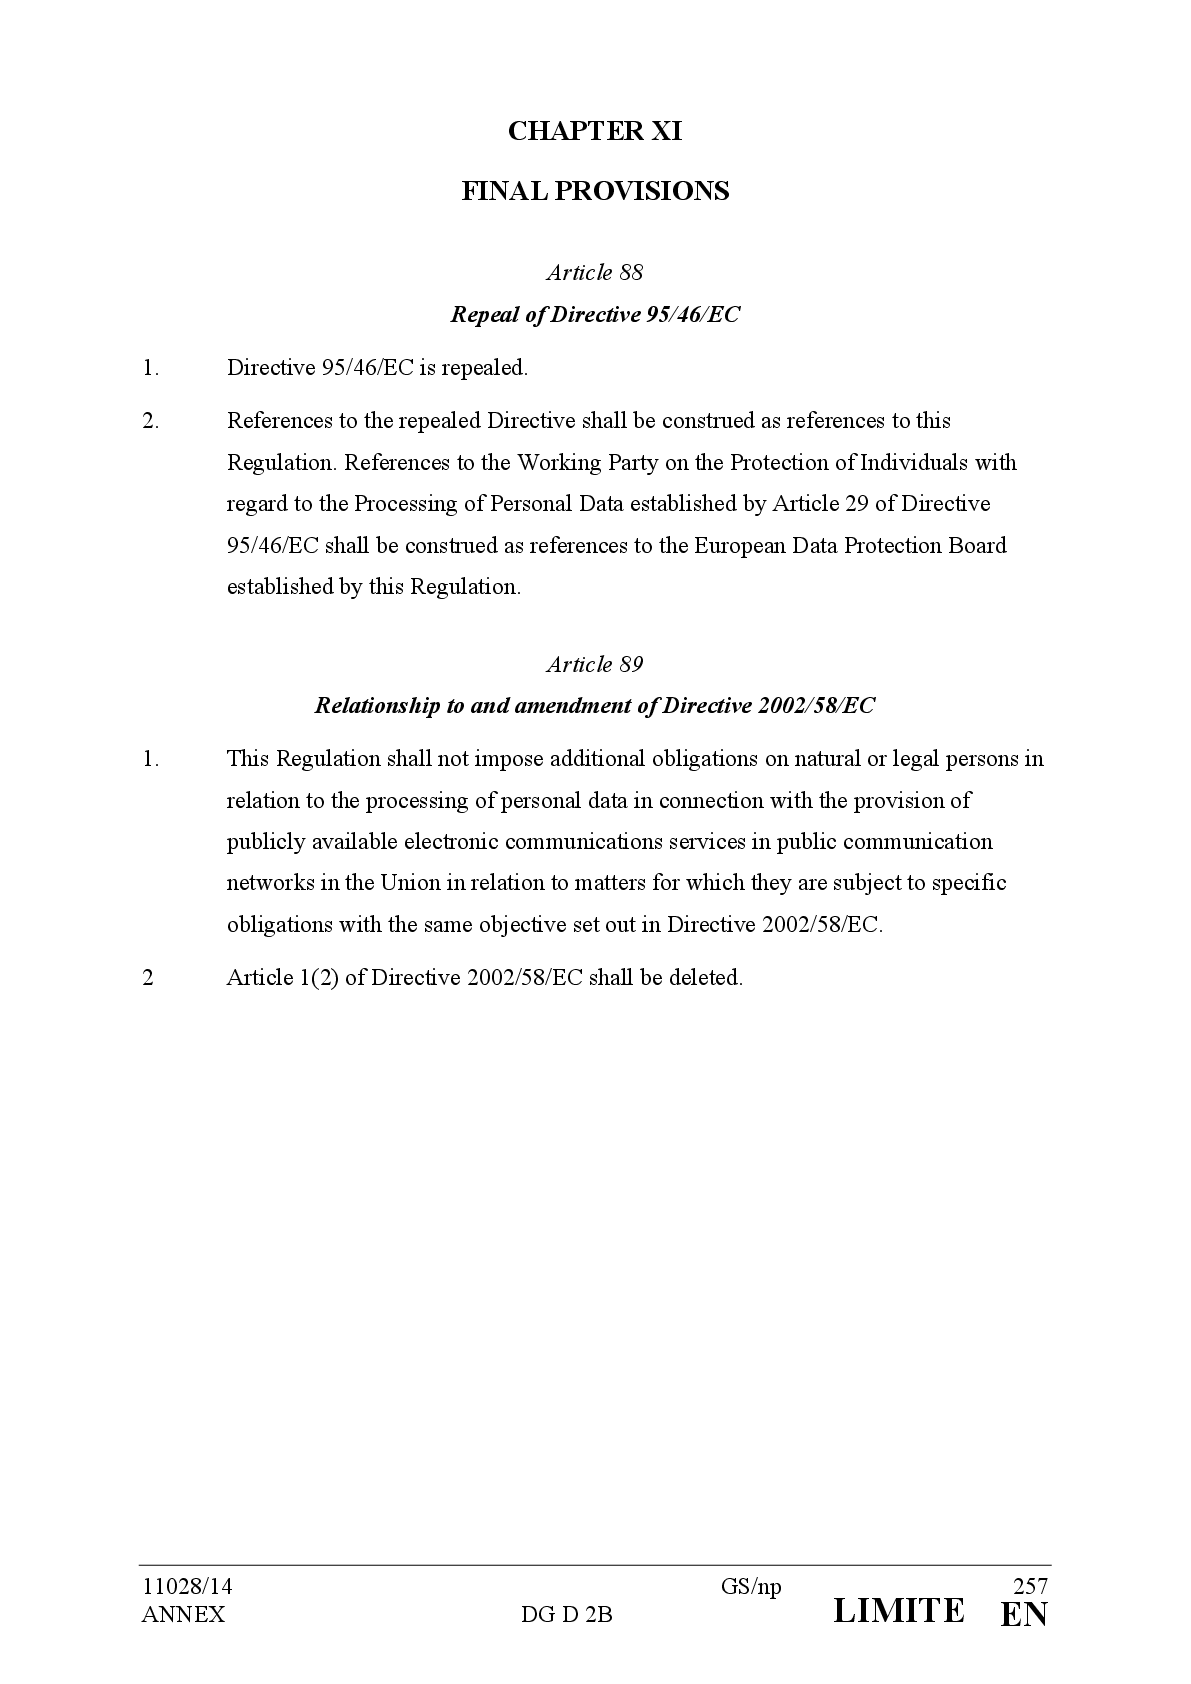 CHAPTER XI
FINAL PROVISIONS
Article 88
Repeal of Directive 95/46/EC
1. Directive 95/46/EC is repealed.
2. References to the repealed Directive shall be construed as references to this
Regulation. References to the Working Party on the Protection of Individuals with
regard to the Processing of Personal Data established by Article 29 of Directive
95/46/EC shall be construed as references to the European Data Protection Board
established by this Regulation.
Article 89
Relationship to and amendment of Directive 2002/58/EC
1. This Regulation shall not impose additional obligations on natural or legal persons in
relation to the processing of personal data in connection with the provision of
publicly available electronic communications services in public communication
networks in the Union in relation to matters for which they are subject to specific
obligations with the same objective set out in Directive 2002/58/EC.
2 Article 1(2) of Directive 2002/58/EC shall be deleted.
11028/14 GS/np 257
ANNEX DG D 2B LIMITE EN